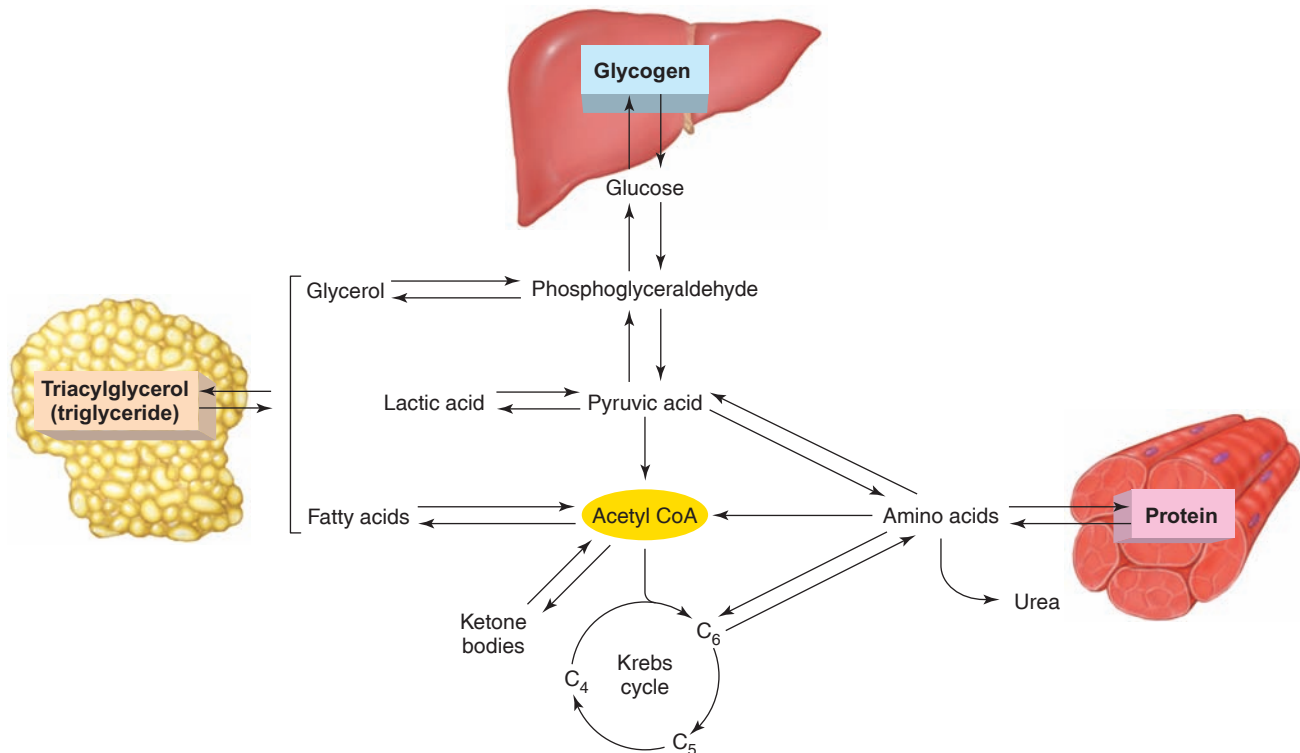 Glycogen
Glucose
Glycerol
Phosphoglyceraldehyde
Triacylglycerol
(triglyceride)
Lactic acid
Pyruvic acid
Fatty acids
Acetyl CoA
Amino acids
Protein
Urea
Ketone
bodies
C₆
Krebs
cycle
C₄
C₅